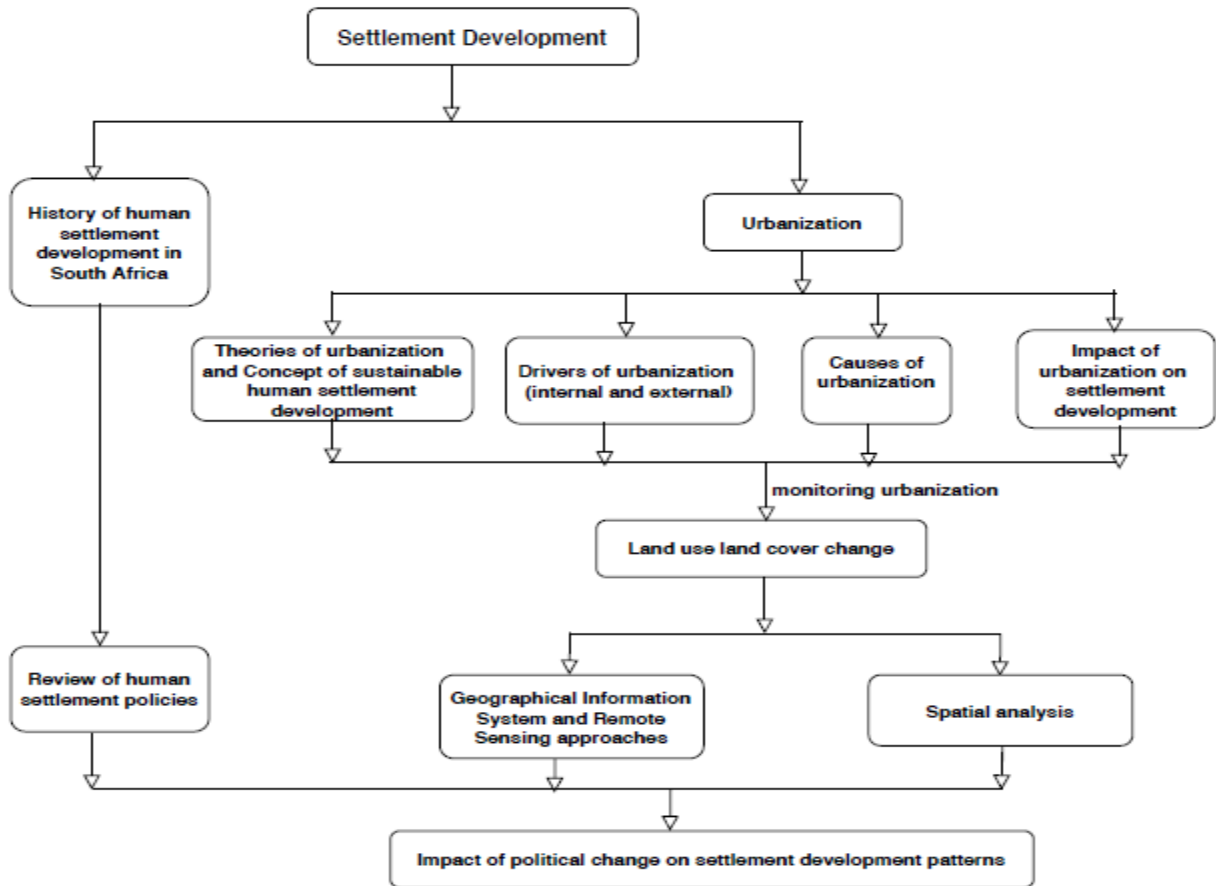 Settlement Development
History of human
settlement
development in
South Africa
Urbanization
Theories of urbanization
and Concept of sustainable
human settlement
development
Drivers of urbanization
(internal and external)
Causes of
urbanization
Impact of
urbanization on
settlement
development
monitoring urbanization
Land use land cover change
Review of human
settlement policies
Geographical Information
System and Remote
Sensing approaches
Spatial analysis
Impact of political change on settlement development patterns